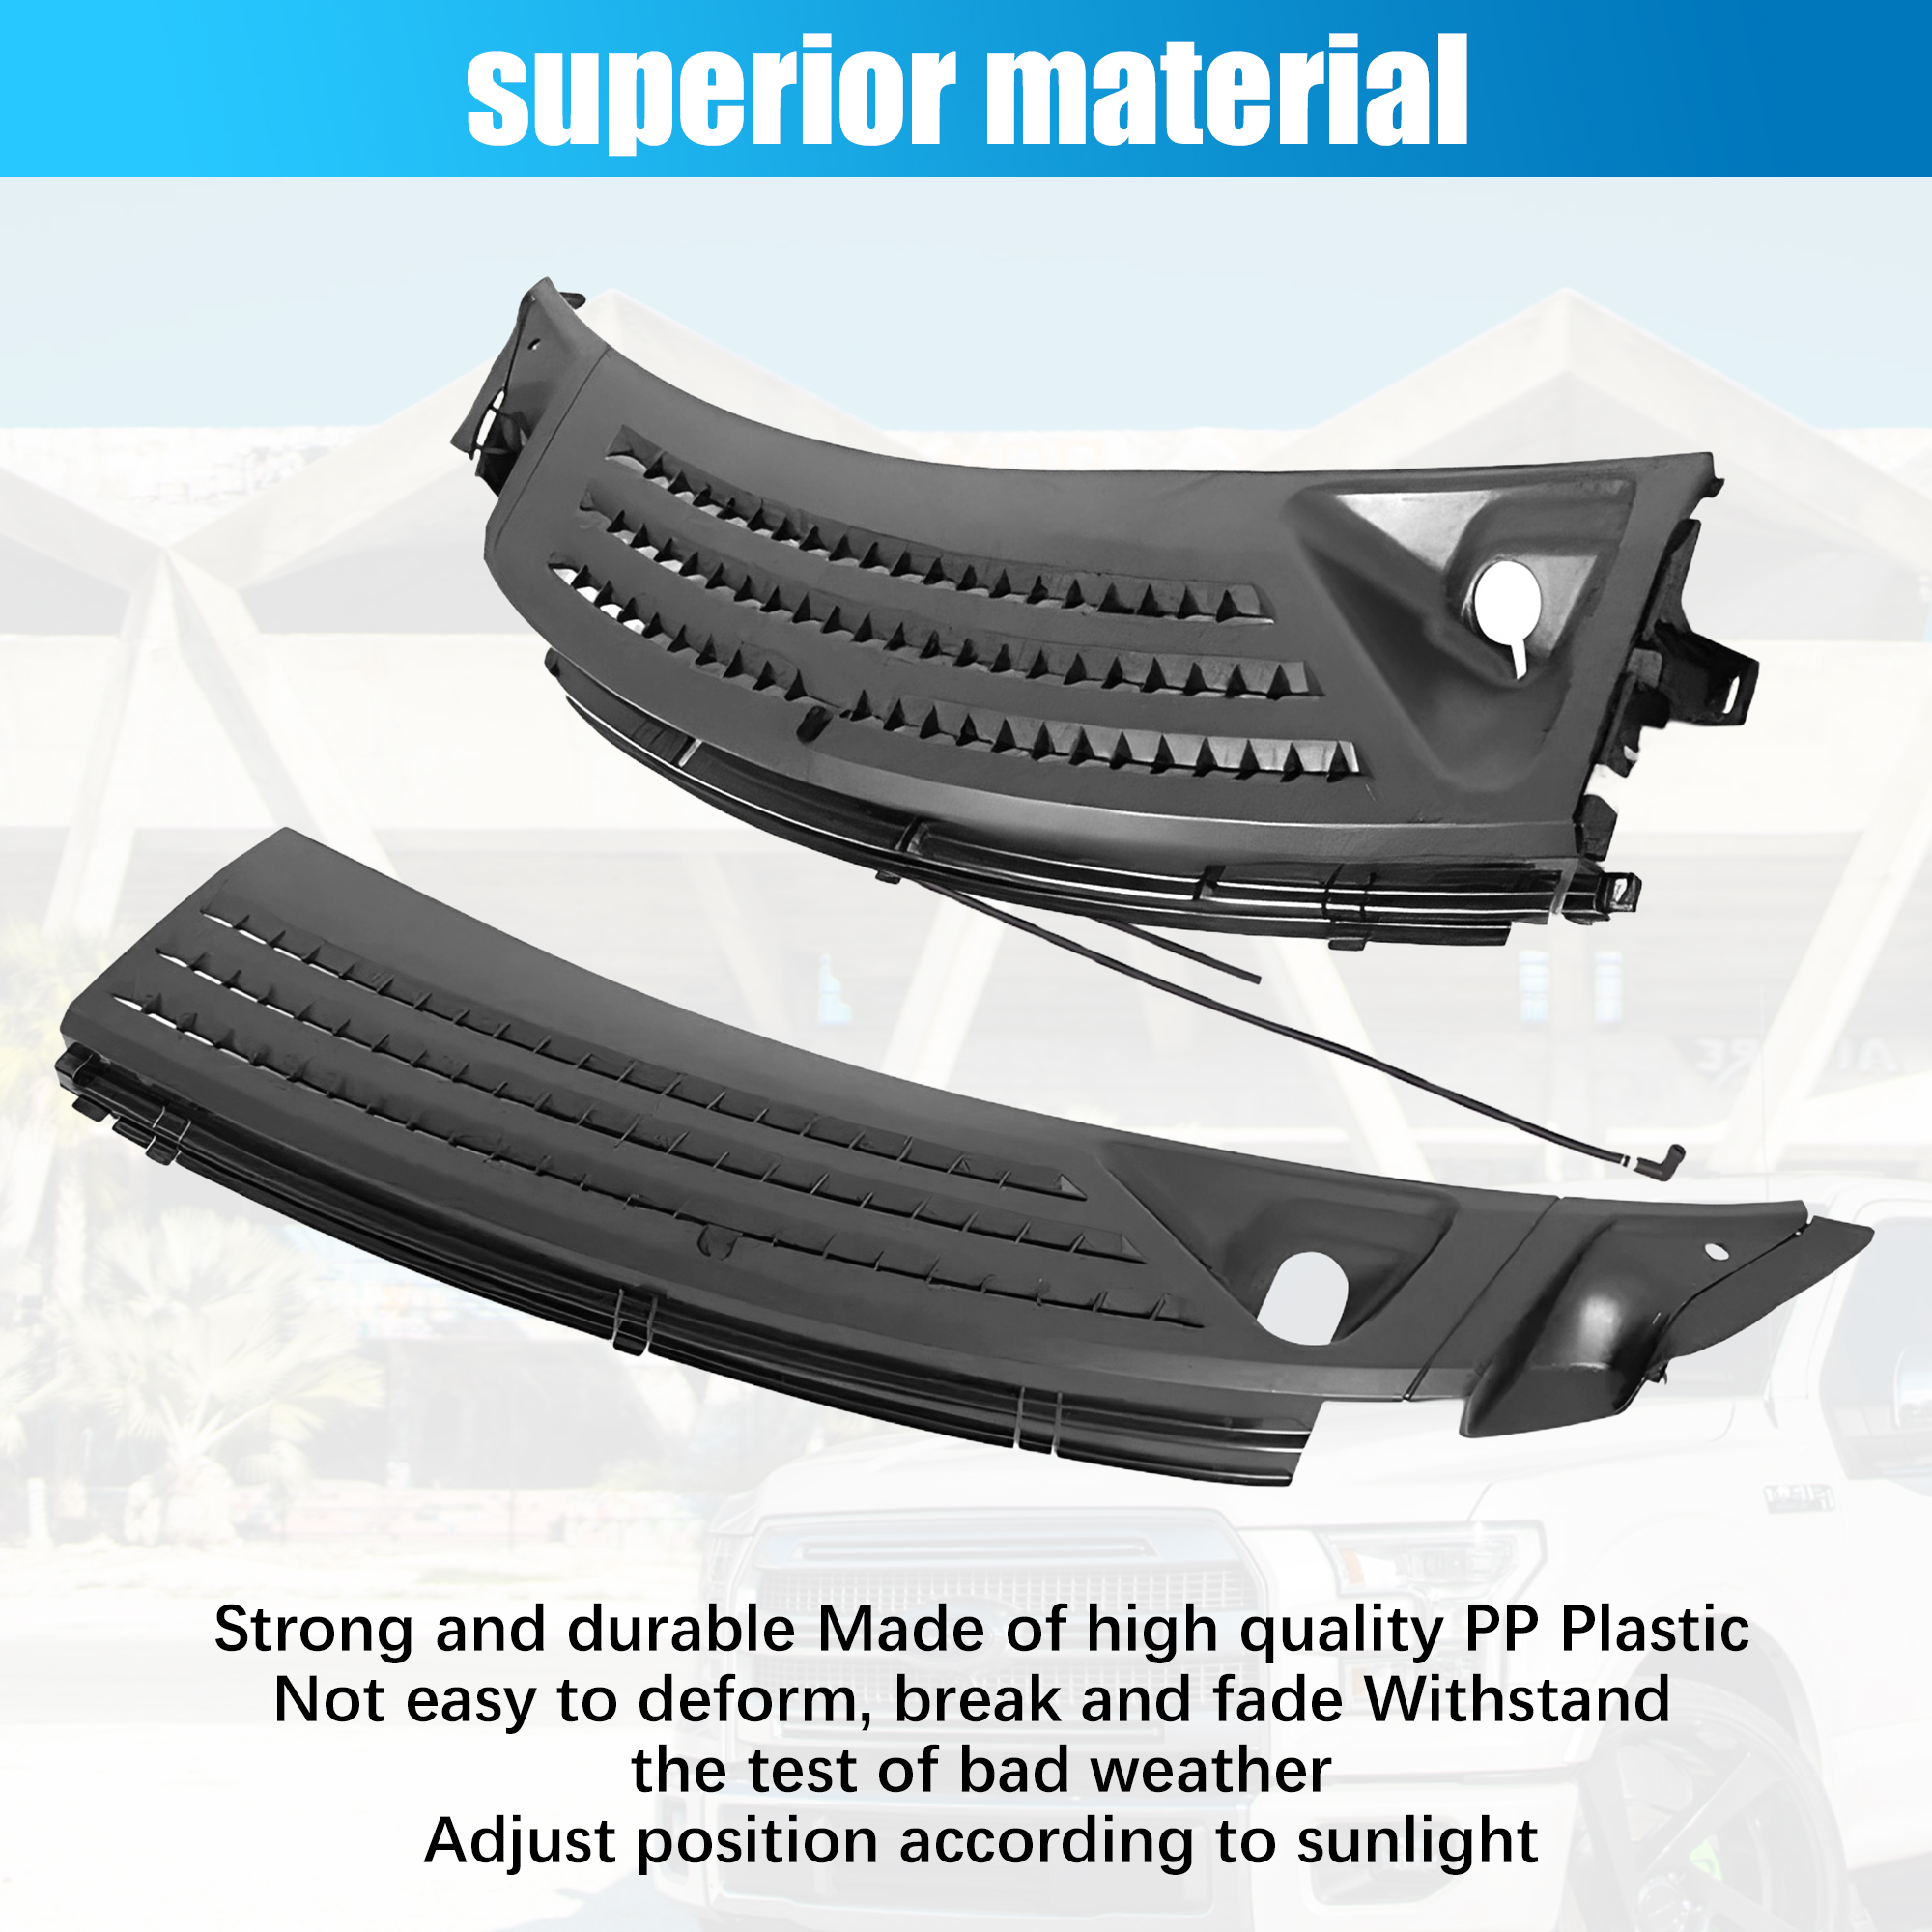 superior material
Strong and durable Made of high quality PP Plastic
Not easy to deform, break and fade Withstand
the test of bad weather
Adjust position according to sunlight